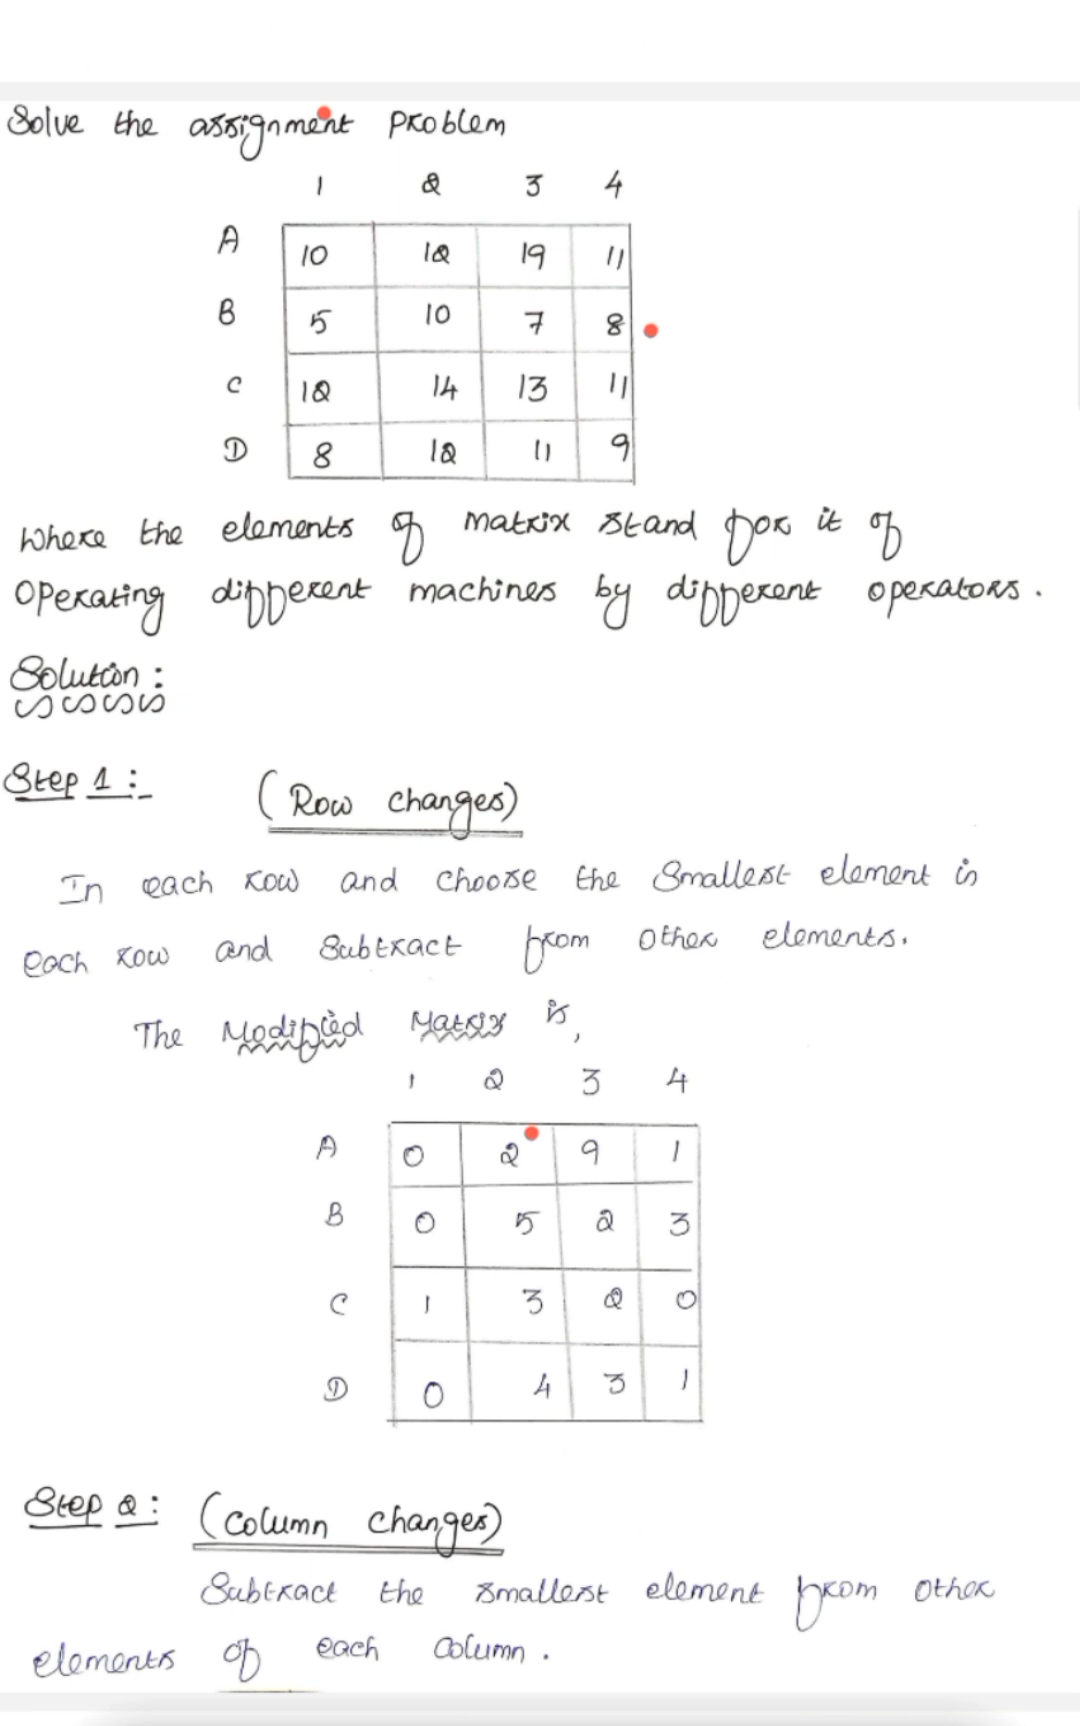 Solve the assignment problem
1 2 3 4
A 10 12 19 11
B 5 10 7 8
C 12 14 13 11
D 8 12 11 9
Where the elements of matrix stand for it of
Operating different machines by different operators.
Solution :
Step 1 :
(Row changes)
In each row and choose the Smallest element in
each row and Subtract from other elements.
The Modified Matrix is,
1 2 3 4
A 0 2 9 1
B 0 5 2 3
C 1 3 2 0
D 0 4 3 1
Step 2 : (Column changes)
Subtract the smallest element from other
elements of each Column.